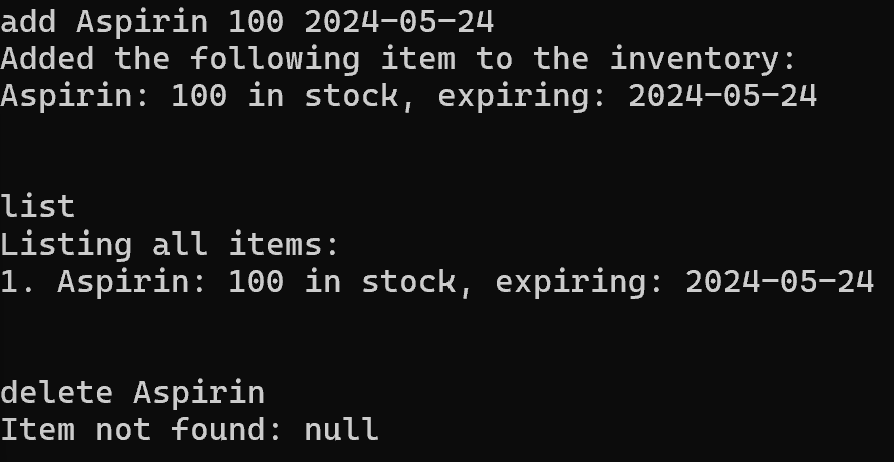 add Aspirin 100 2024-05-24
Added the following item to the inventory:
Aspirin: 100 in stock, expiring: 2024-05-24
list
Listing all items:
1. Aspirin: 100 in stock, expiring: 2024-05-24
delete Aspirin
Item not found: null